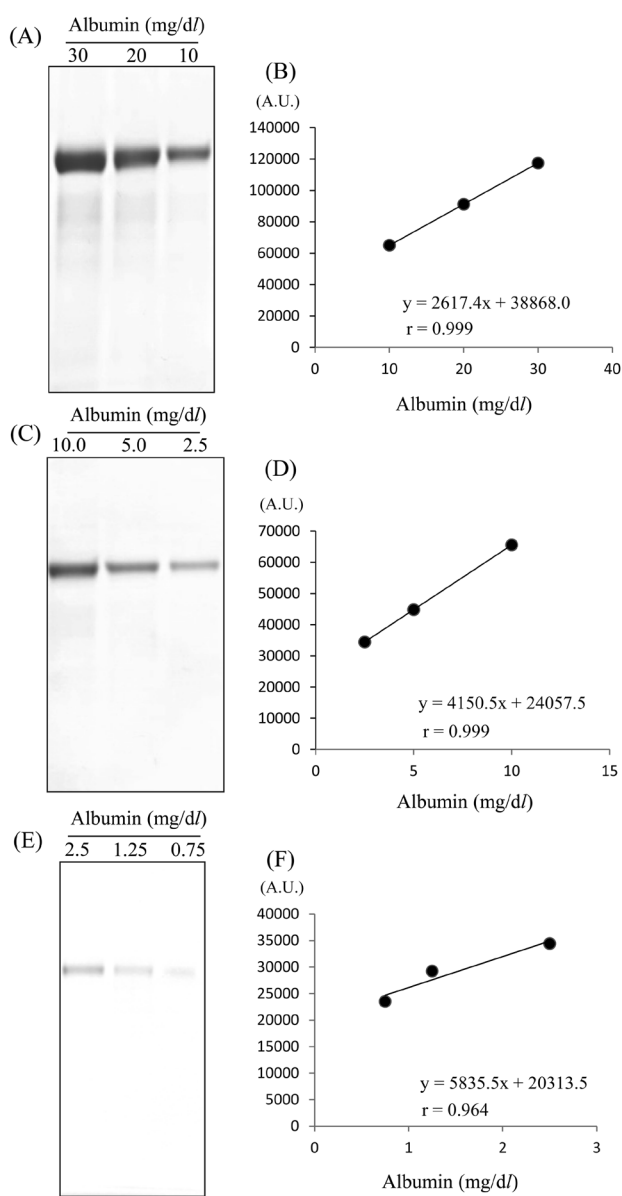 (A)
Albumin (mg/dl)
30 20 10
(B)
(A.U.)
140000
120000
100000
80000
60000
40000
20000
0
0 10 20 30 40
y = 2617.4x + 38868.0
r = 0.999
Albumin (mg/dl)
(C)
Albumin (mg/dl)
10.0 5.0 2.5
(D)
(A.U.)
70000
60000
50000
40000
30000
20000
10000
0
0 5 10 15
y = 4150.5x + 24057.5
r = 0.999
Albumin (mg/dl)
(E)
Albumin (mg/dl)
2.5 1.25 0.75
(F)
(A.U.)
40000
35000
30000
25000
20000
15000
10000
5000
0
0 1 2 3
y = 5835.5x + 20313.5
r = 0.964
Albumin (mg/dl)